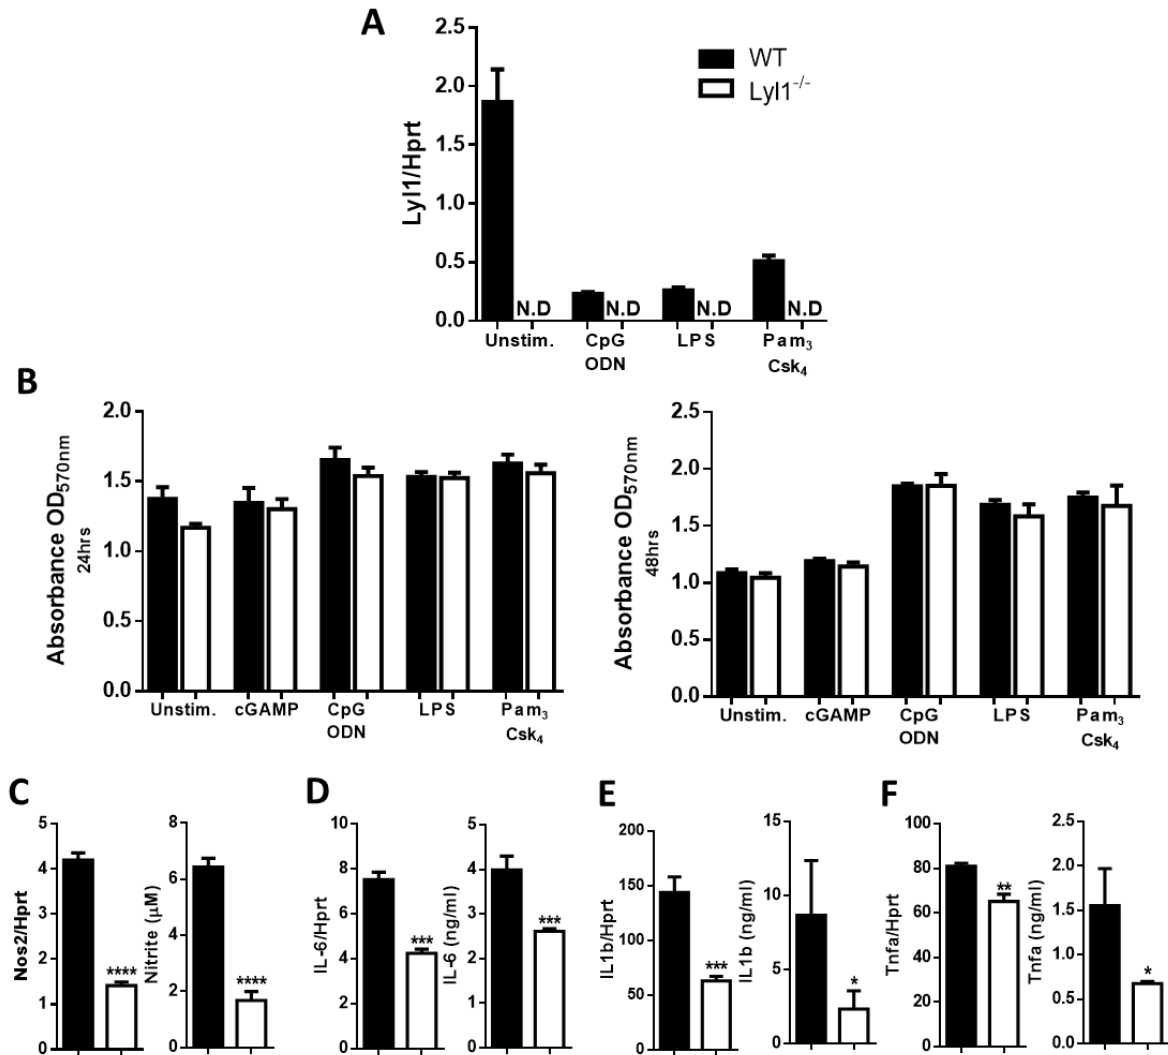 A
2.5
2.0
1.5
1.0
0.5
0.0
Lyl1/Hprt
WT
Lyl1-/-
N.D N.D N.D N.D
Unstim. CpG ODN LPS Pam3 Csk4
B
2.0
1.5
1.0
0.5
0.0
Absorbance OD570nm
24hrs
Unstim. cGAMP CpG ODN LPS Pam3 Csk4
2.5
2.0
1.5
1.0
0.5
0.0
Absorbance OD570nm
48hrs
Unstim. cGAMP CpG ODN LPS Pam3 Csk4
C
5
4
3
2
1
0
Nos2/Hprt
****
8
6
4
2
0
Nitrite (µM)
****
D
10
8
6
4
2
0
IL-6/Hprt
***
5
4
3
2
1
0
IL-6 (ng/ml)
***
E
200
150
100
50
0
IL1b/Hprt
***
15
10
5
0
IL1b (ng/ml)
*
F
100
80
60
40
20
0
Tnfa/Hprt
**
2.5
2.0
1.5
1.0
0.5
0.0
Tnfa (ng/ml)
*